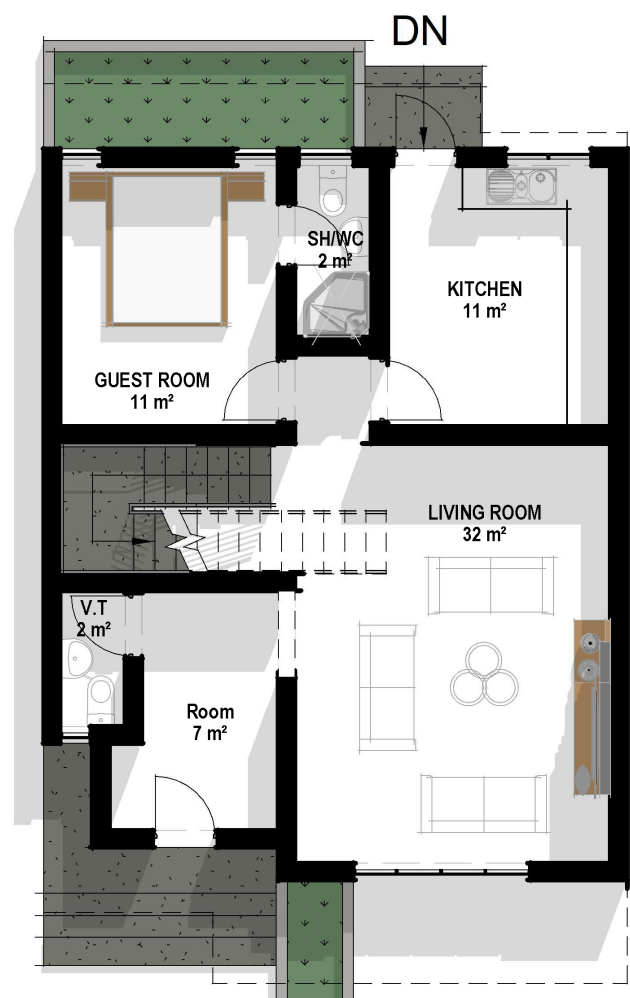 DN
SH/WC
2 m²
KITCHEN
11 m²
GUEST ROOM
11 m²
LIVING ROOM
32 m²
V.T
2 m²
Room
7 m²